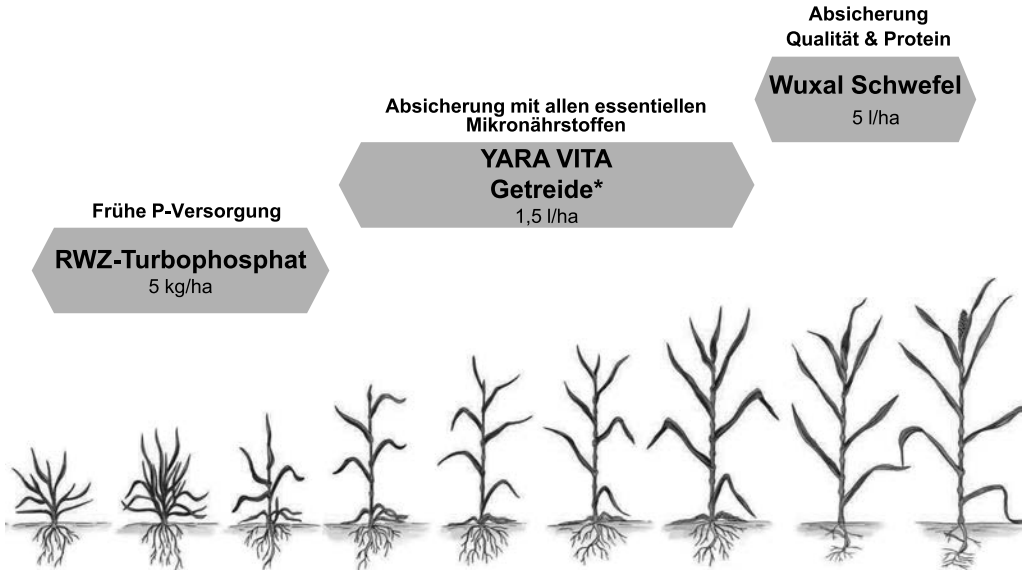 Absicherung
Qualität & Protein
Wuxal Schwefel
5 l/ha
Absicherung mit allen essentiellen
Mikronährstoffen
YARA VITA
Getreide*
1,5 l/ha
Frühe P-Versorgung
RWZ-Turbophosphat
5 kg/ha